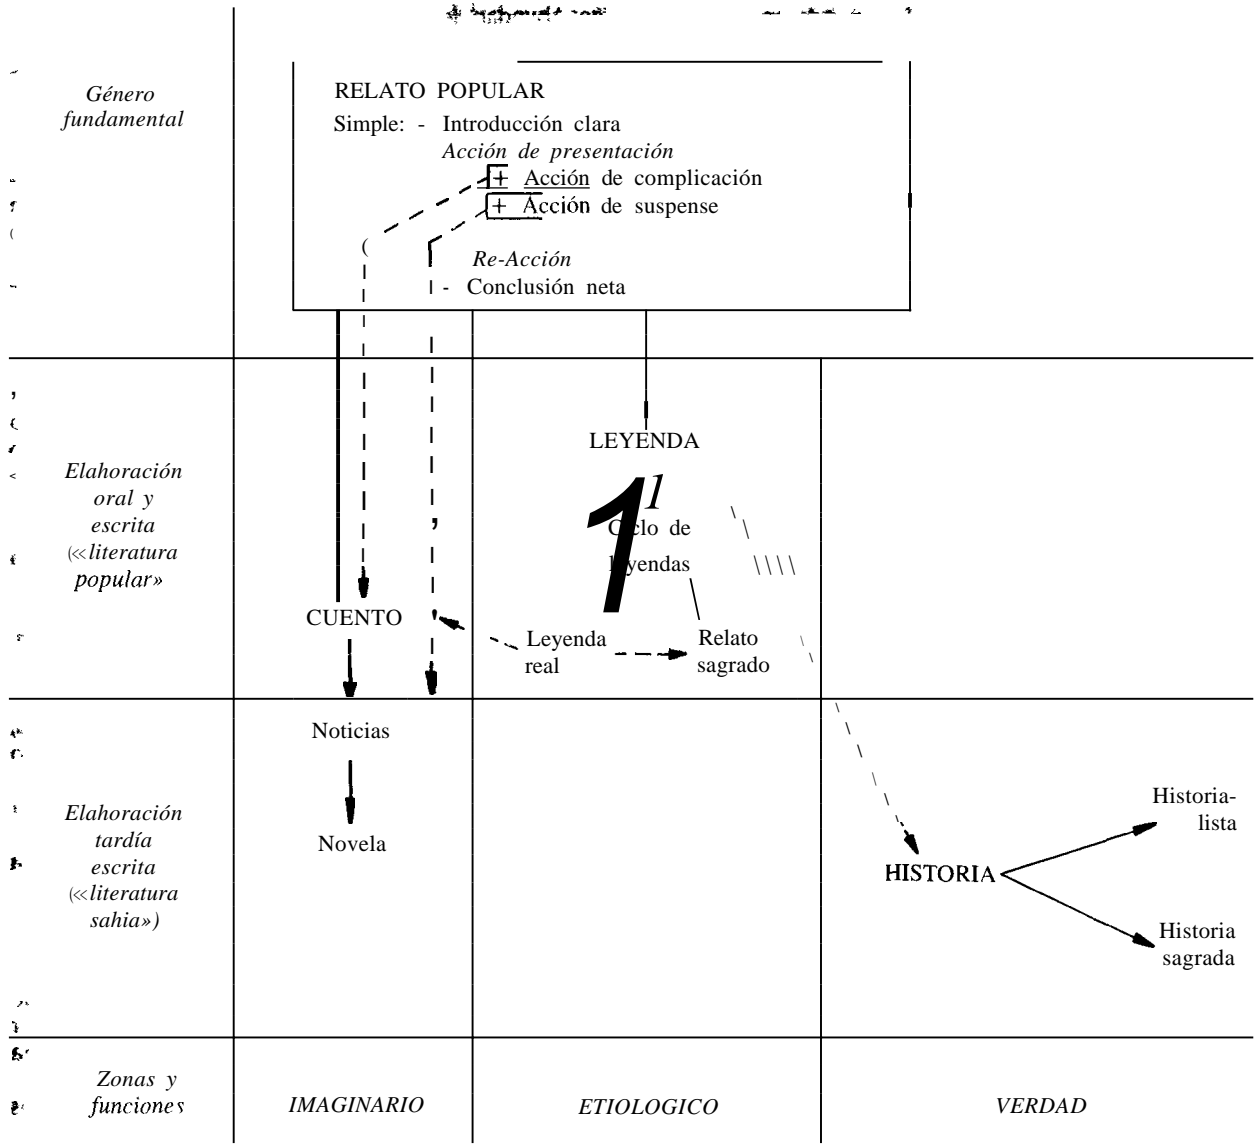 Género
fundamental
RELATO POPULAR
Simple: - Introducción clara
Acción de presentación
+ Acción de complicación
+ Acción de suspense
Re-Acción
- Conclusión neta
Elahoración
oral y
escrita
(«literatura
popular»
LEYENDA
1
Ciclo de
leyendas
CUENTO
Leyenda
real
Relato
sagrado
Elahoración
tardía
escrita
(«literatura
sahia»)
Noticias
Novela
HISTORIA
Historia-
lista
Historia
sagrada
Zonas y
funciones
IMAGINARIO
ETIOLOGICO
VERDAD